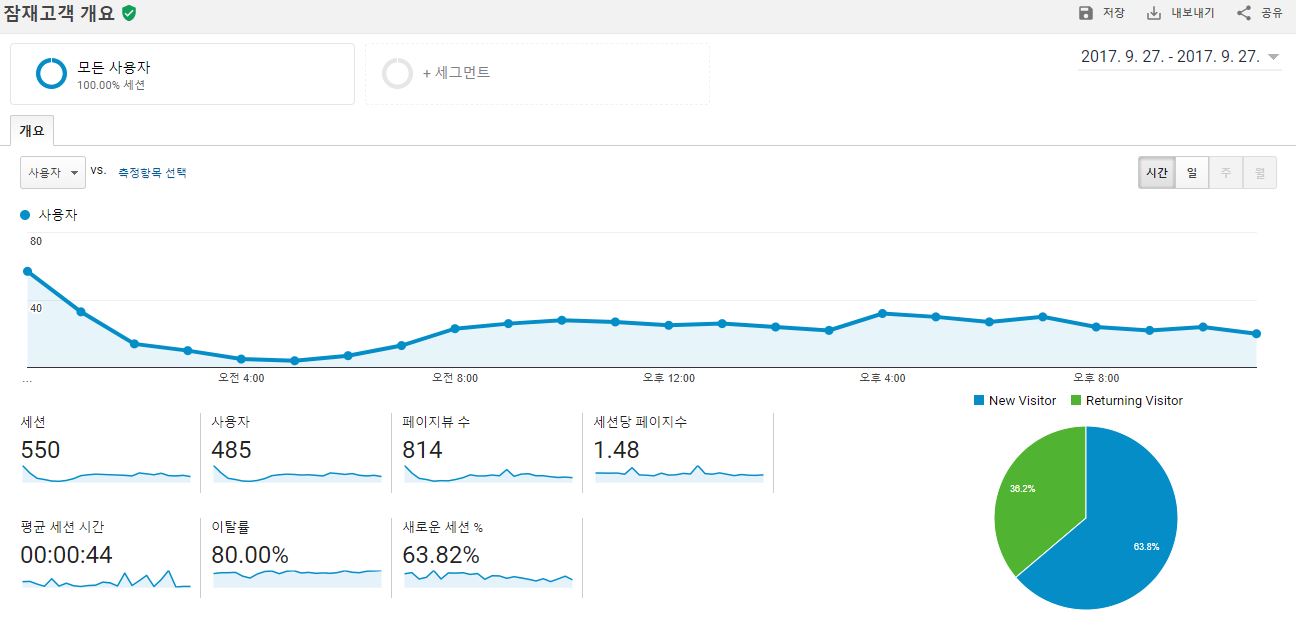 잠재고객 개요
저장 내보내기 공유
모든 사용자
100.00% 세션
+ 세그먼트
2017. 9. 27. - 2017. 9. 27.
개요
사용자 vs. 측정항목 선택
시간 일 주 월
사용자
80
40
... 오전 4:00 오전 8:00 오후 12:00 오후 4:00 오후 8:00
세션
550
사용자
485
페이지뷰 수
814
세션당 페이지수
1.48
평균 세션 시간
00:00:44
이탈률
80.00%
새로운 세션 %
63.82%
New Visitor Returning Visitor
36.2%
63.8%